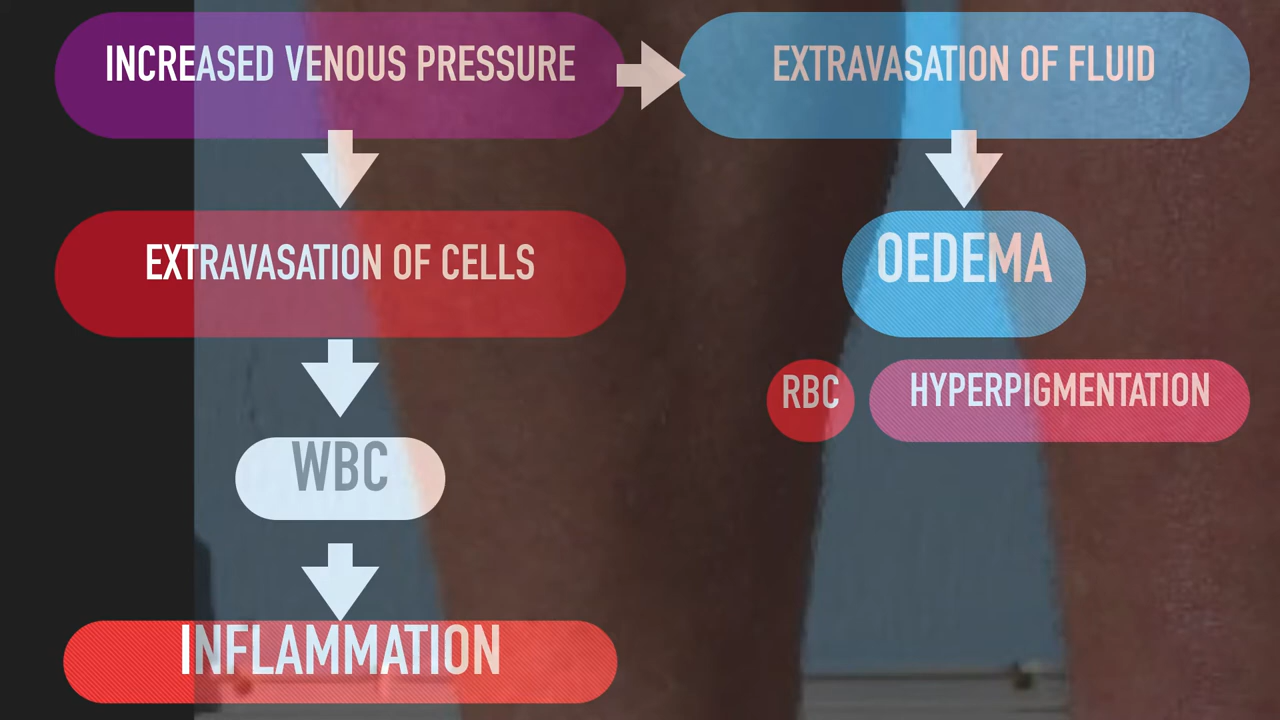 INCREASED VENOUS PRESSURE
EXTRAVASATION OF FLUID
EXTRAVASATION OF CELLS
OEDEMA
RBC
HYPERPIGMENTATION
WBC
INFLAMMATION